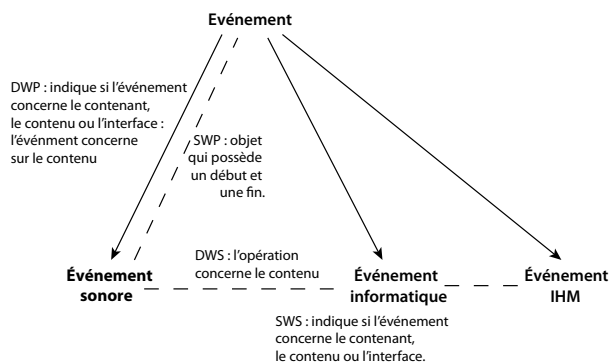 Evénement
DWP : indique si l'événement
concerne le contenant,
le contenu ou l'interface :
l'événment concerne
sur le contenu
SWP : objet
qui possède
un début et
une fin.
Événement
sonore
DWS : l'opération
concerne le contenu
Événement
informatique
Événement
IHM
SWS : indique si l'événement
concerne le contenant,
le contenu ou l'interface.